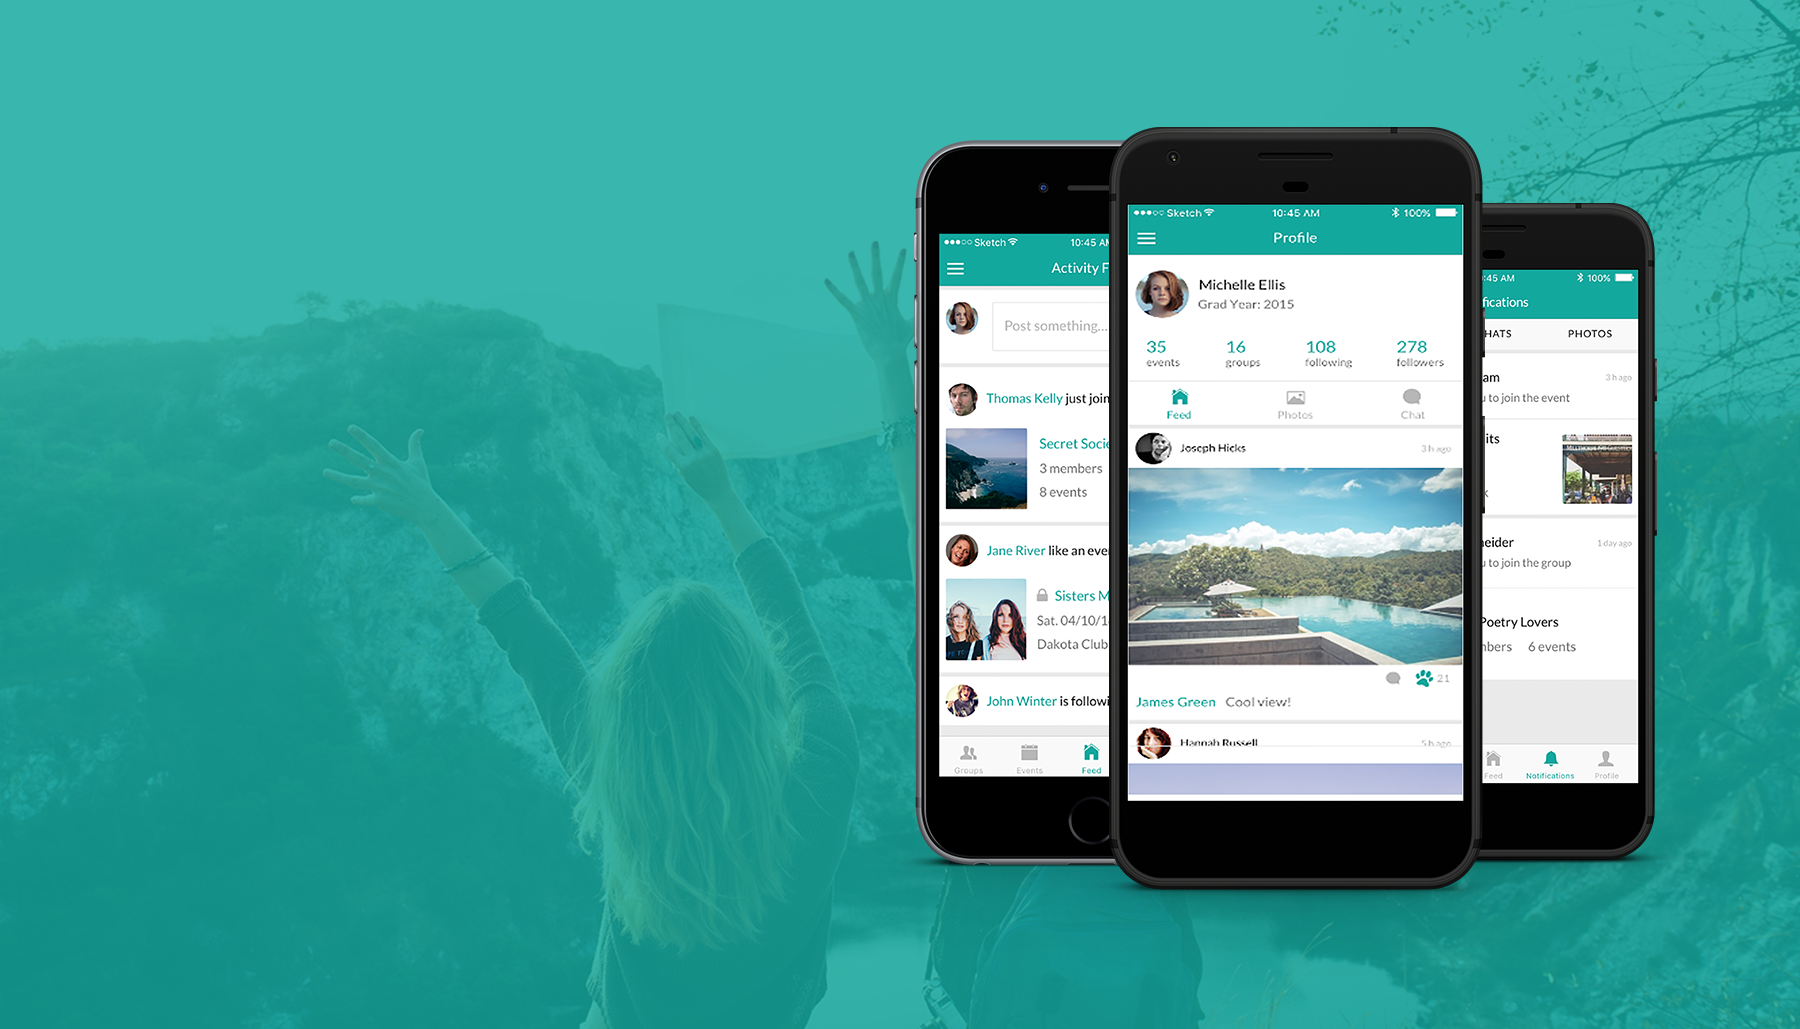 Sketch
10:45 AM
Activity F
Post something...
Thomas Kelly just join
Secret Socie
3 members
8 events
Jane River like an eve
Sisters M
Sat. 04/10/1
Dakota Club
John Winter is followi
Groups
Events
Feed
Sketch
10:45 AM
100%
Profile
Michelle Ellis
Grad Year: 2015
35
16
108
278
events
groups
following
followers
Feed
Photos
Chat
Joseph Hicks
3 h ago
21
James Green Cool view!
Hannah Russell
5 h ago
:45 AM
100%
fications
HATS
PHOTOS
am
3 h ago
u to join the event
its
k
neider
1 day ago
u to join the group
Poetry Lovers
nbers
6 events
Feed
Notifications
Profile